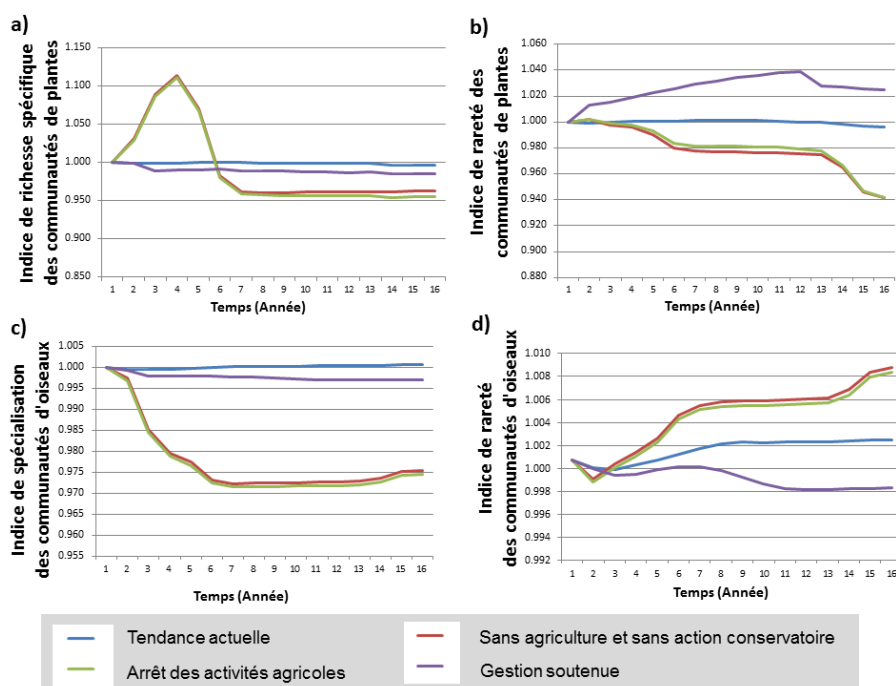 a)
Indice de richesse spécifique
des communautés de plantes
1.150
1.100
1.050
1.000
0.950
0.900
0.850
1 2 3 4 5 6 7 8 9 10 11 12 13 14 15 16
Temps (Année)
b)
Indice de rareté des
communautés de plantes
1.060
1.040
1.020
1.000
0.980
0.960
0.940
0.920
0.900
0.880
1 2 3 4 5 6 7 8 9 10 11 12 13 14 15 16
Temps (Année)
c)
Indice de spécialisation
des communautés d'oiseaux
1.005
1.000
0.995
0.990
0.985
0.980
0.975
0.970
0.965
0.960
0.955
1 2 3 4 5 6 7 8 9 10 11 12 13 14 15 16
Temps (Année)
d)
Indice de rareté
des communautés d'oiseaux
1.010
1.008
1.006
1.004
1.002
1.000
0.998
0.996
0.994
0.992
1 2 3 4 5 6 7 8 9 10 11 12 13 14 15 16
Temps (Année)
Tendance actuelle
Sans agriculture et sans action conservatoire
Arrêt des activités agricoles
Gestion soutenue